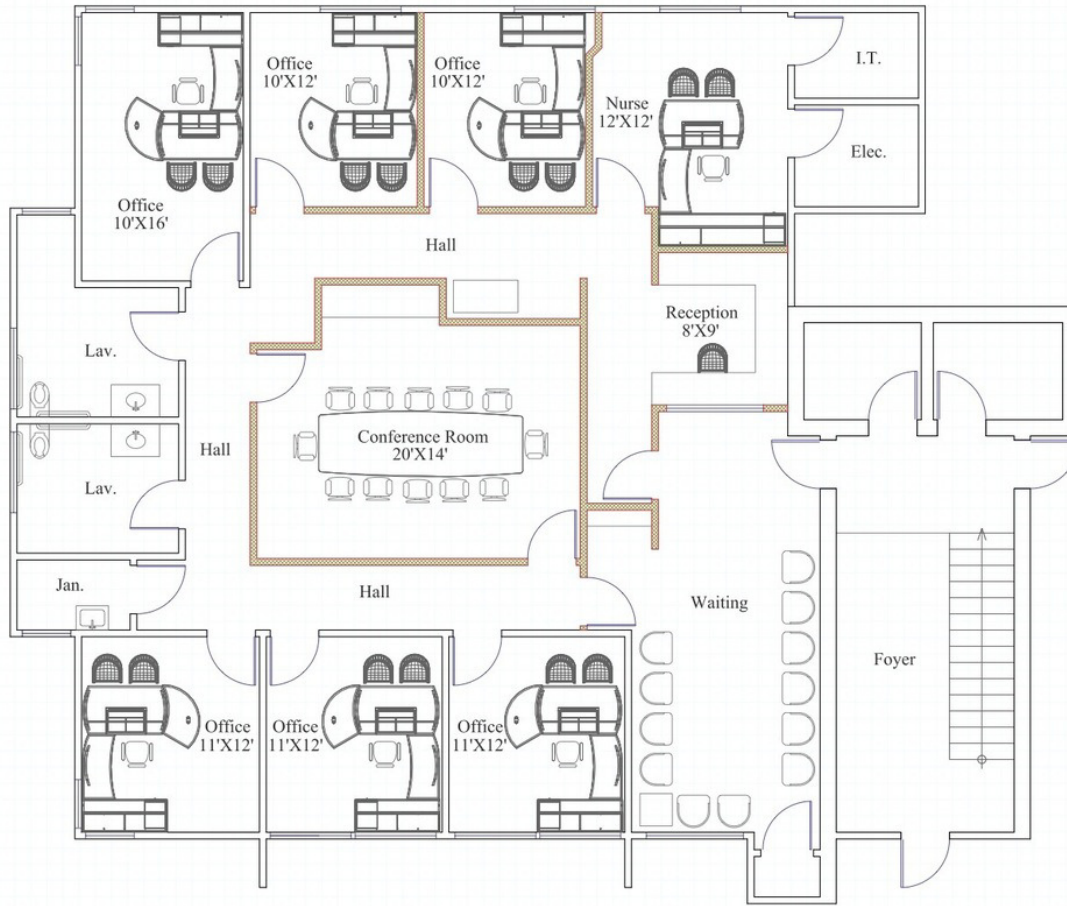 Office
10'X12'
Office
10'X12'
I.T.
Nurse
12'X12'
Elec.
Office
10'X16'
Hall
Reception
8'X9'
Lav.
Conference Room
20'X14'
Hall
Lav.
Jan.
Hall
Waiting
Foyer
Office
11'X12'
Office
11'X12'
Office
11'X12'